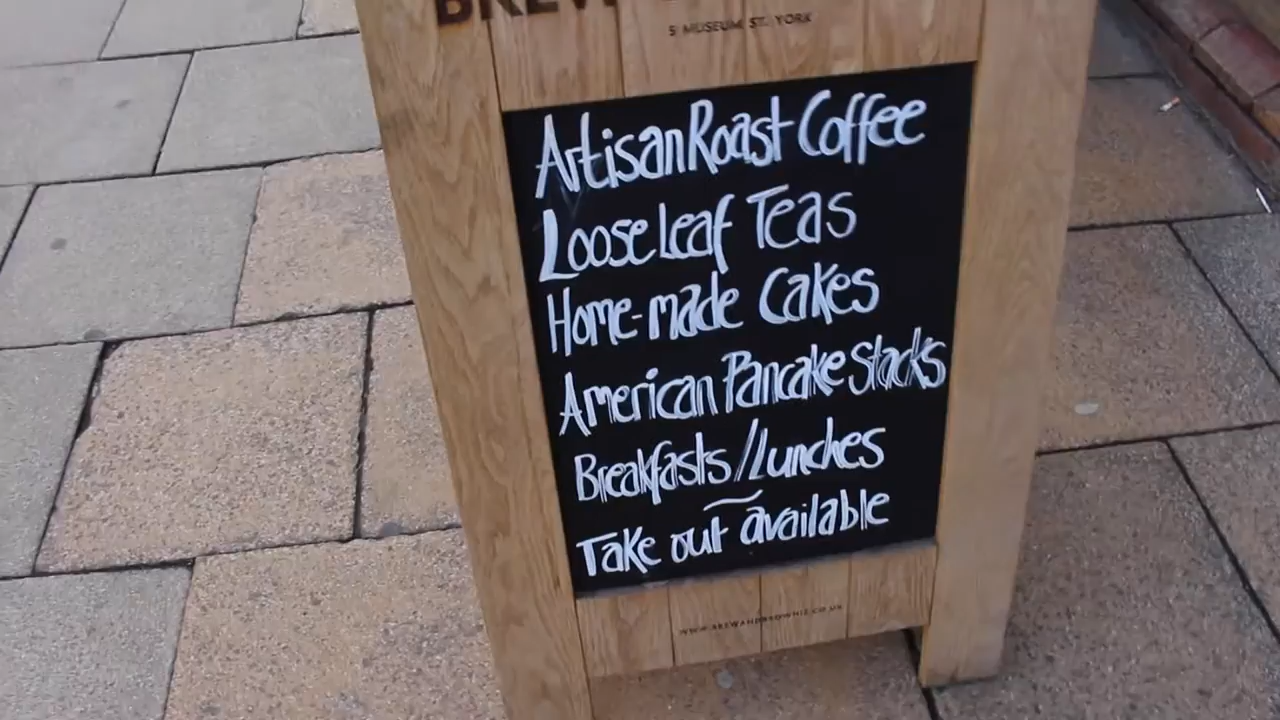 5 MUSEUM ST. YORK
Artisan Roast Coffee
Loose leaf Teas
Home-made Cakes
American Pancake Stacks
Breakfasts/Lunches
Take out available